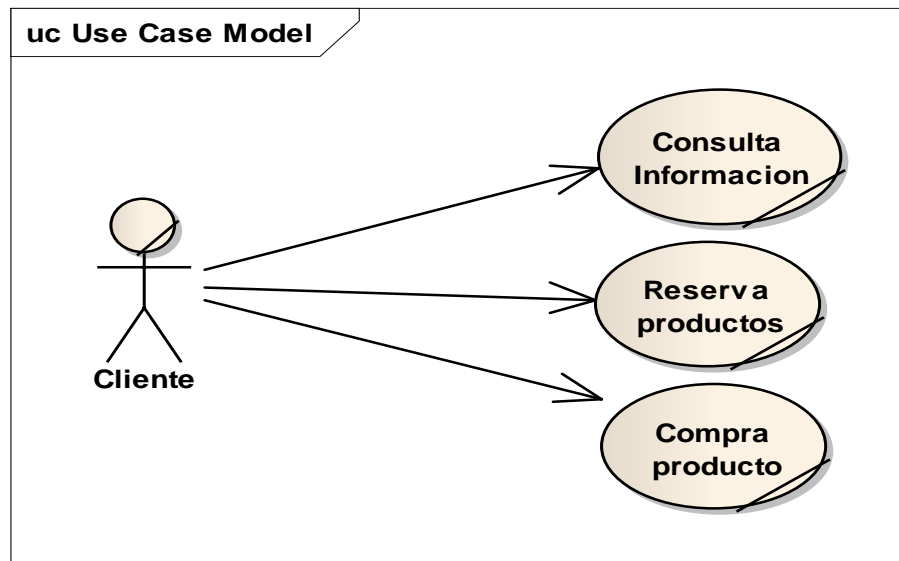 uc Use Case Model
Consulta
Informacion
Reserva
productos
Cliente
Compra
producto